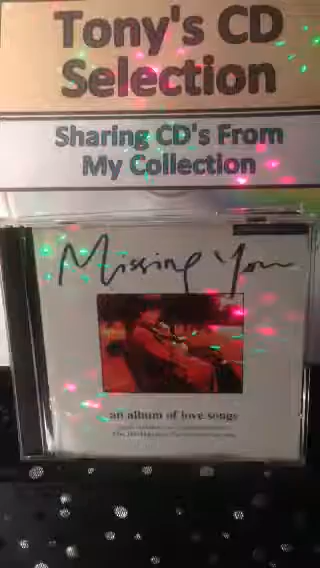 Tony's CD
Selection
Sharing CD's From
My Collection
Missing You
an album of love songs